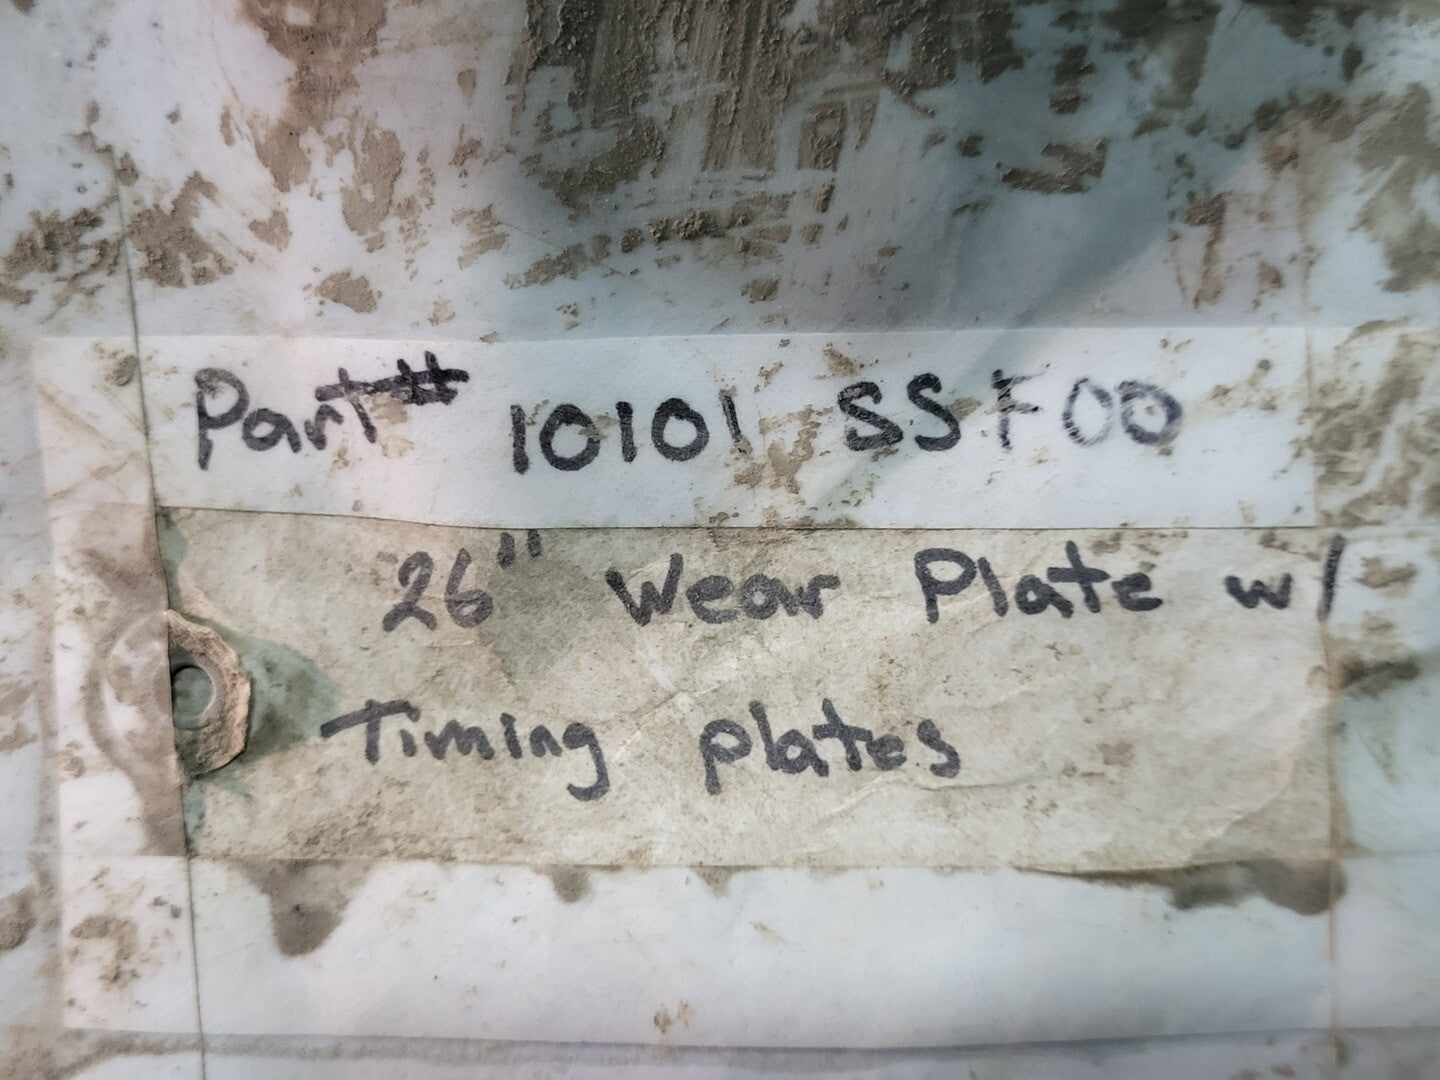 Part# 10101 SSF00
26" Wear Plate w/
Timing plates